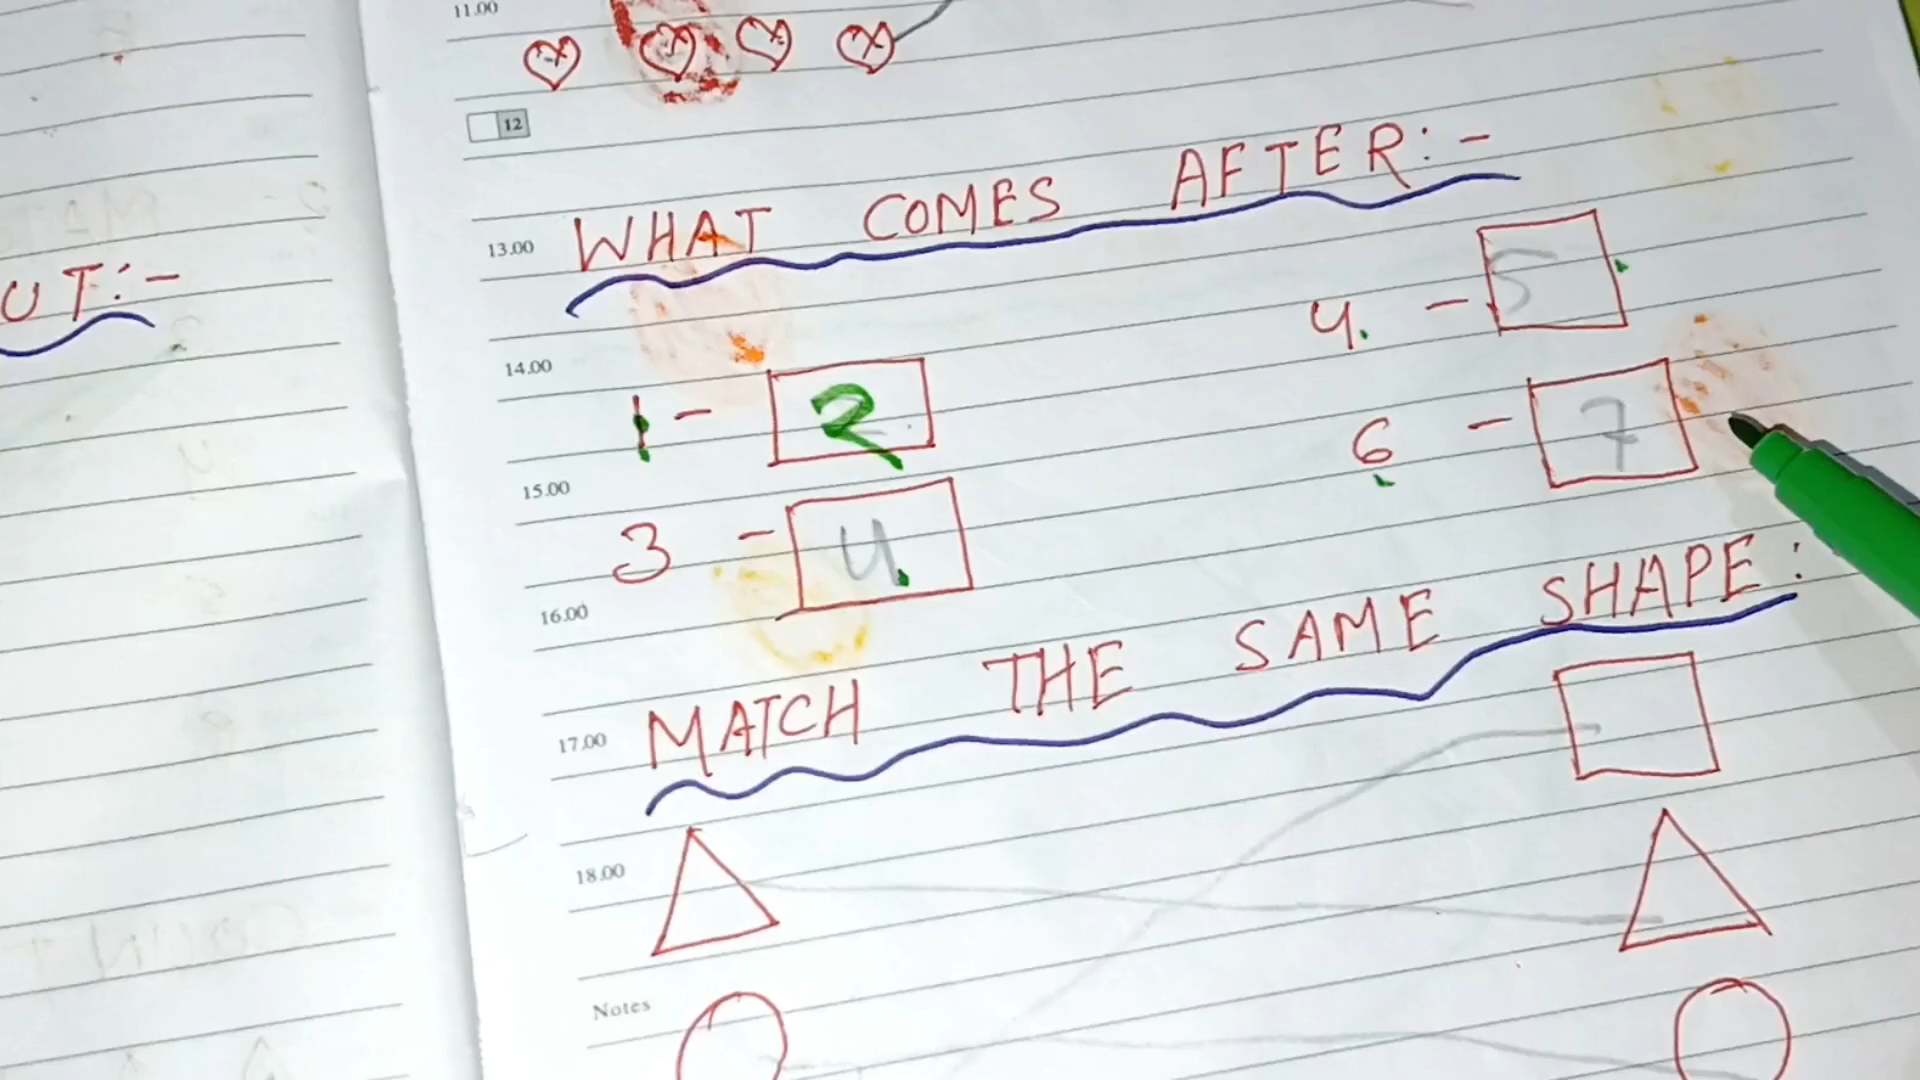 11.00
12
WHAT COMES AFTER:-
13.00
UT:-
4 - 5
14.00
1 - 2
6 - 7
15.00
3 - 4
16.00
MATCH THE SAME SHAPE:
17.00
18.00
Notes